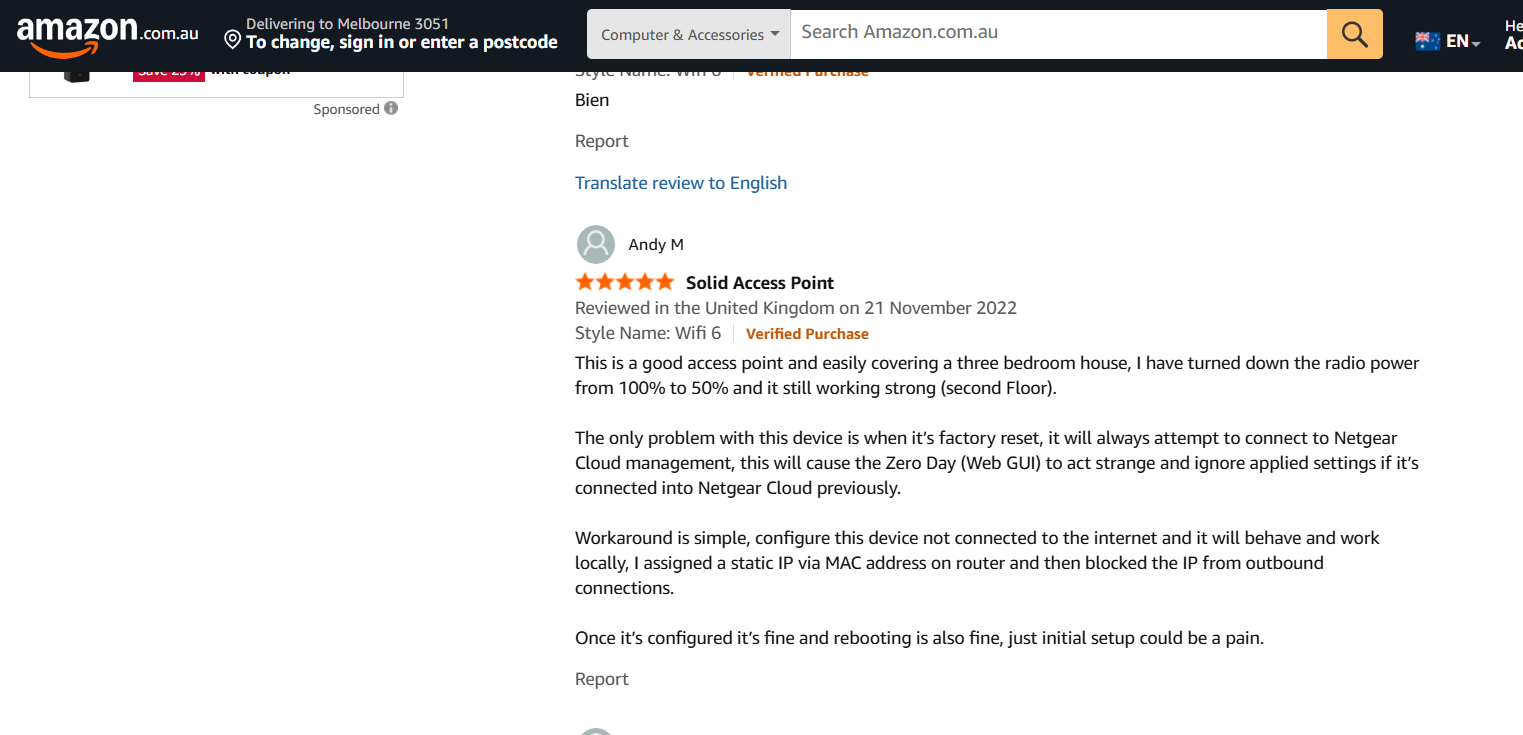 amazon.com.au
Delivering to Melbourne 3051
To change, sign in or enter a postcode
Computer & Accessories
Search Amazon.com.au
EN
Save 25% with coupon
Sponsored
Style Name: Wifi 6 Verified Purchase
Bien
Report
Translate review to English
Andy M
Solid Access Point
Reviewed in the United Kingdom on 21 November 2022
Style Name: Wifi 6 Verified Purchase
This is a good access point and easily covering a three bedroom house, I have turned down the radio power
from 100% to 50% and it still working strong (second Floor).
The only problem with this device is when it’s factory reset, it will always attempt to connect to Netgear
Cloud management, this will cause the Zero Day (Web GUI) to act strange and ignore applied settings if it’s
connected into Netgear Cloud previously.
Workaround is simple, configure this device not connected to the internet and it will behave and work
locally, I assigned a static IP via MAC address on router and then blocked the IP from outbound
connections.
Once it’s configured it’s fine and rebooting is also fine, just initial setup could be a pain.
Report